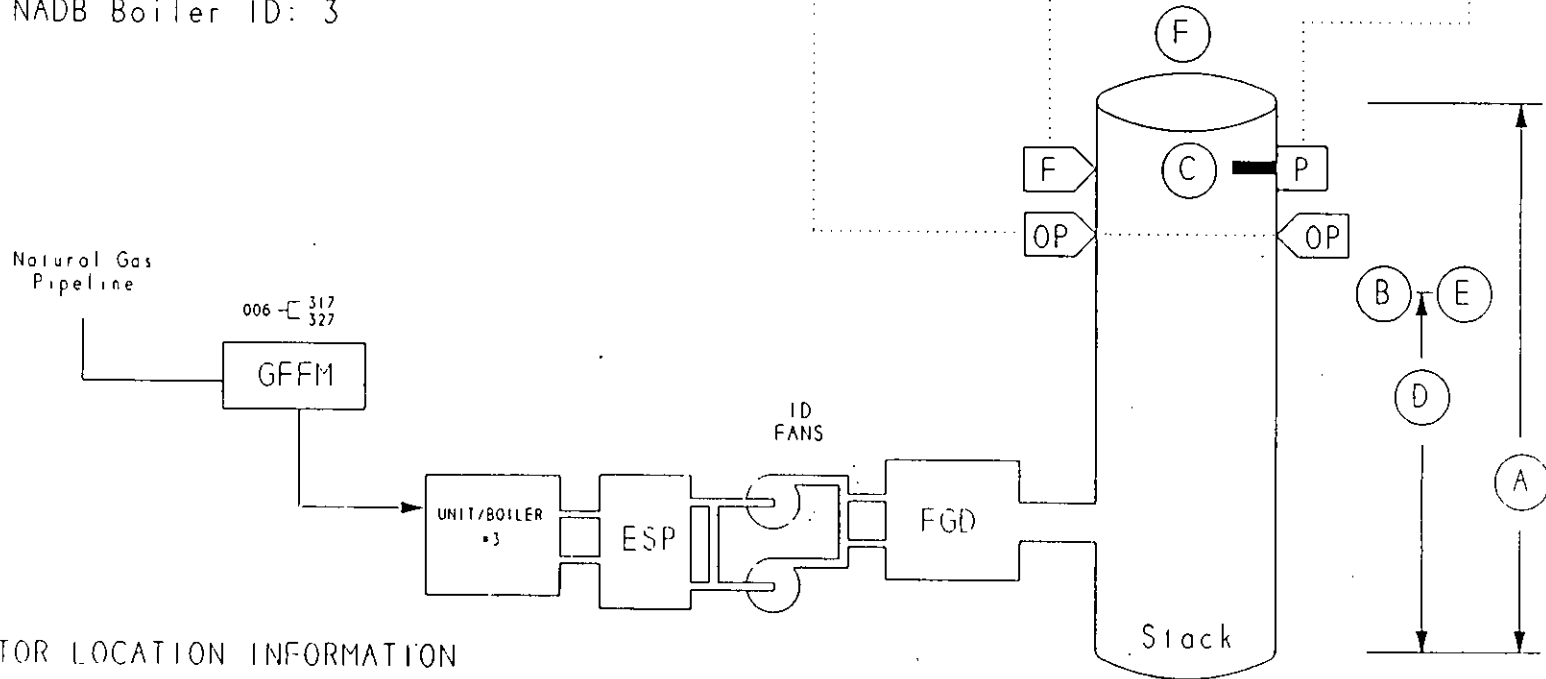 NADB Boiler ID: 3
F
F
C
P
OP
OP
Natural Gas
Pipeline
006
317
327
GFFM
B
E
D
A
ID
FANS
UNIT/BOILER
#3
ESP
FGD
Stack
TOR LOCATION INFORMATION